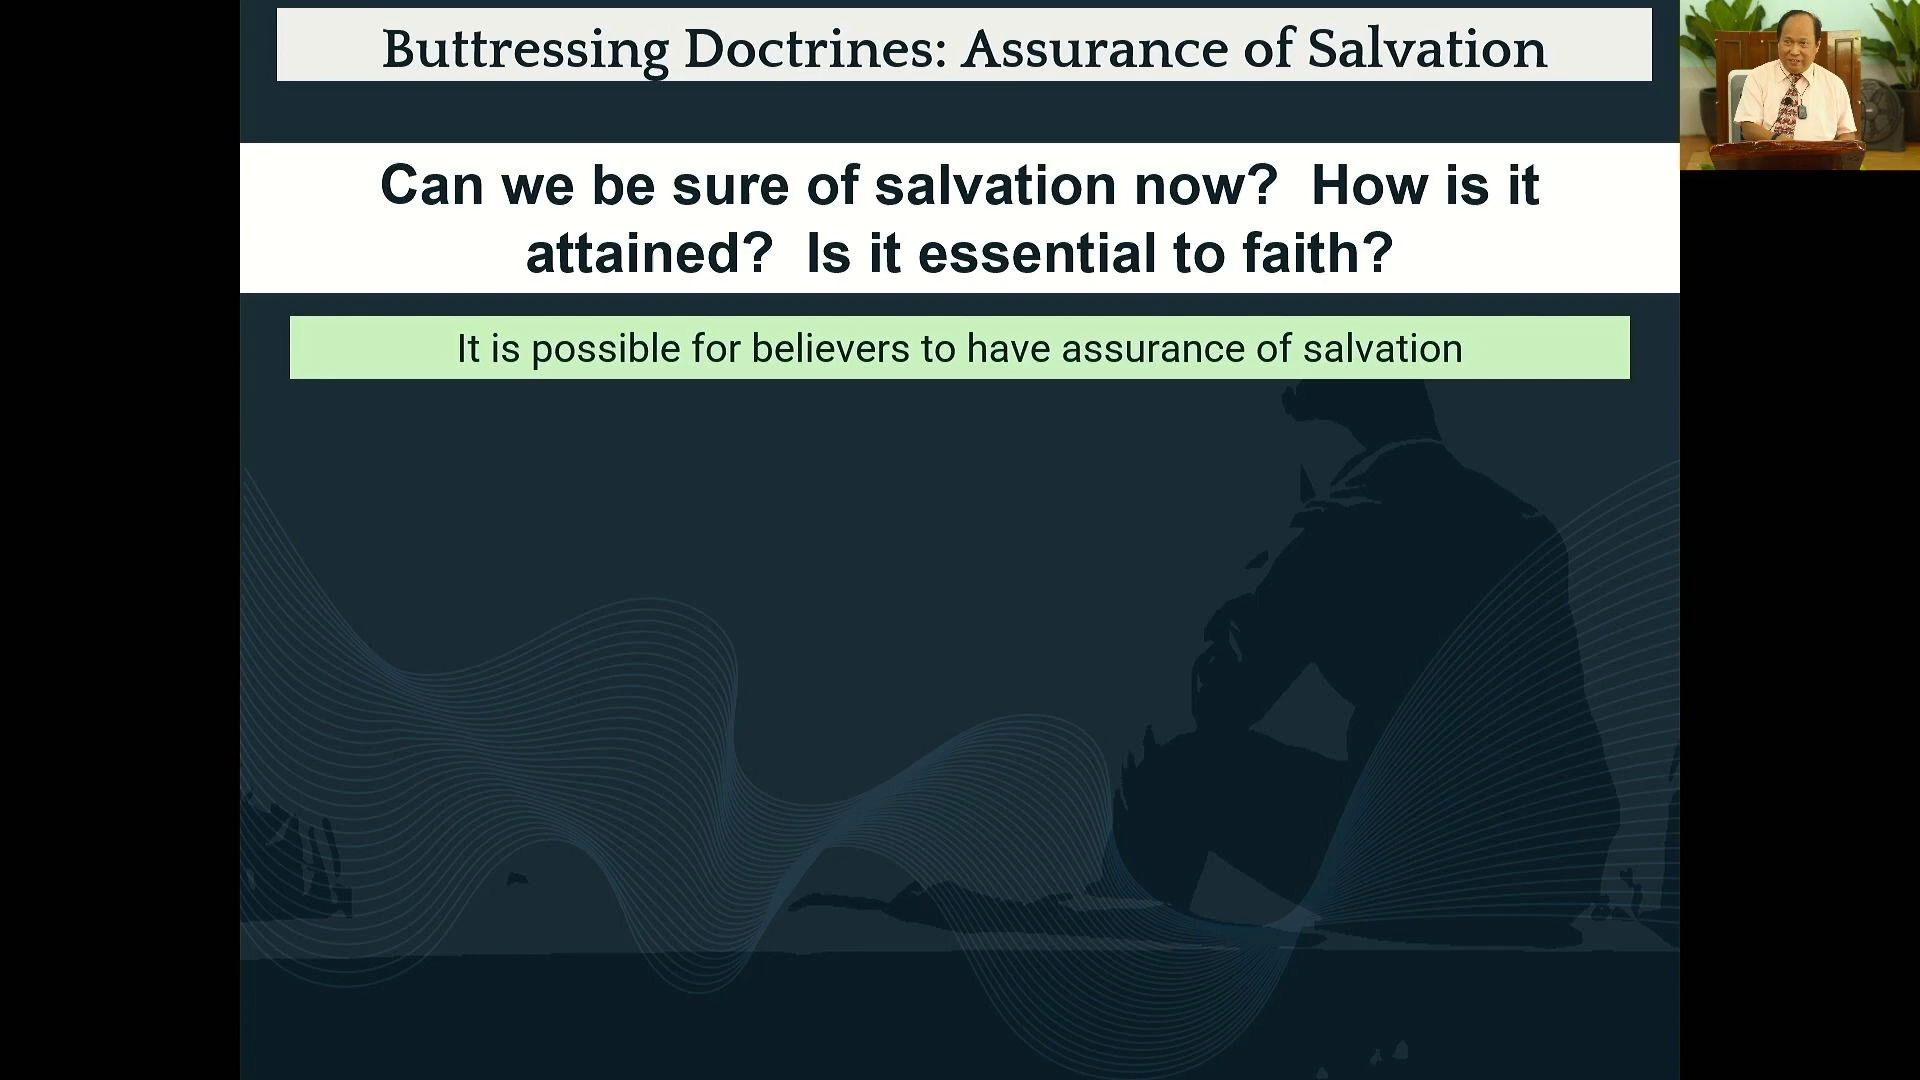 Buttressing Doctrines: Assurance of Salvation
Can we be sure of salvation now?  How is it
attained?  Is it essential to faith?
It is possible for believers to have assurance of salvation